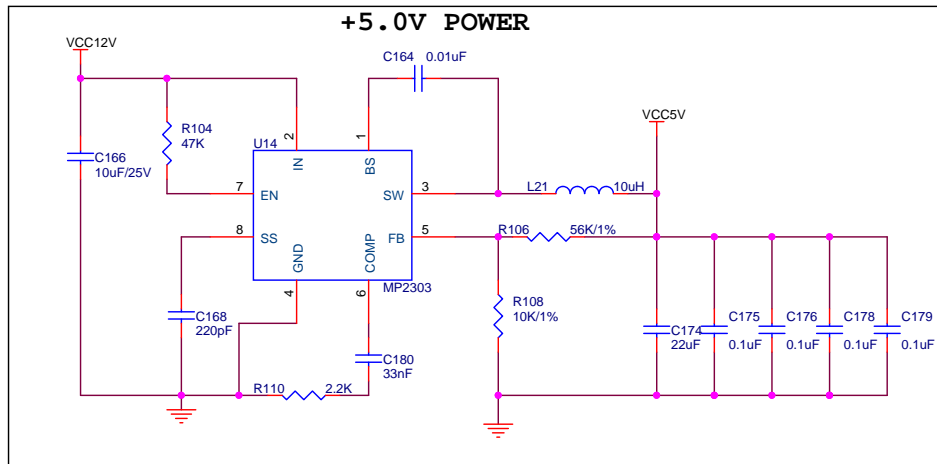 +5.0V POWER
VCC12V
C164 0.01uF
R104
47K
C166
10uF/25V
U14
2
1
IN
BS
7
EN
SW
3
8
SS
FB
5
GND
COMP
4
6
MP2303
L21
10uH
VCC5V
R106
56K/1%
R108
10K/1%
C168
220pF
C180
33nF
R110
2.2K
C174
22uF
C175
0.1uF
C176
0.1uF
C178
0.1uF
C179
0.1uF